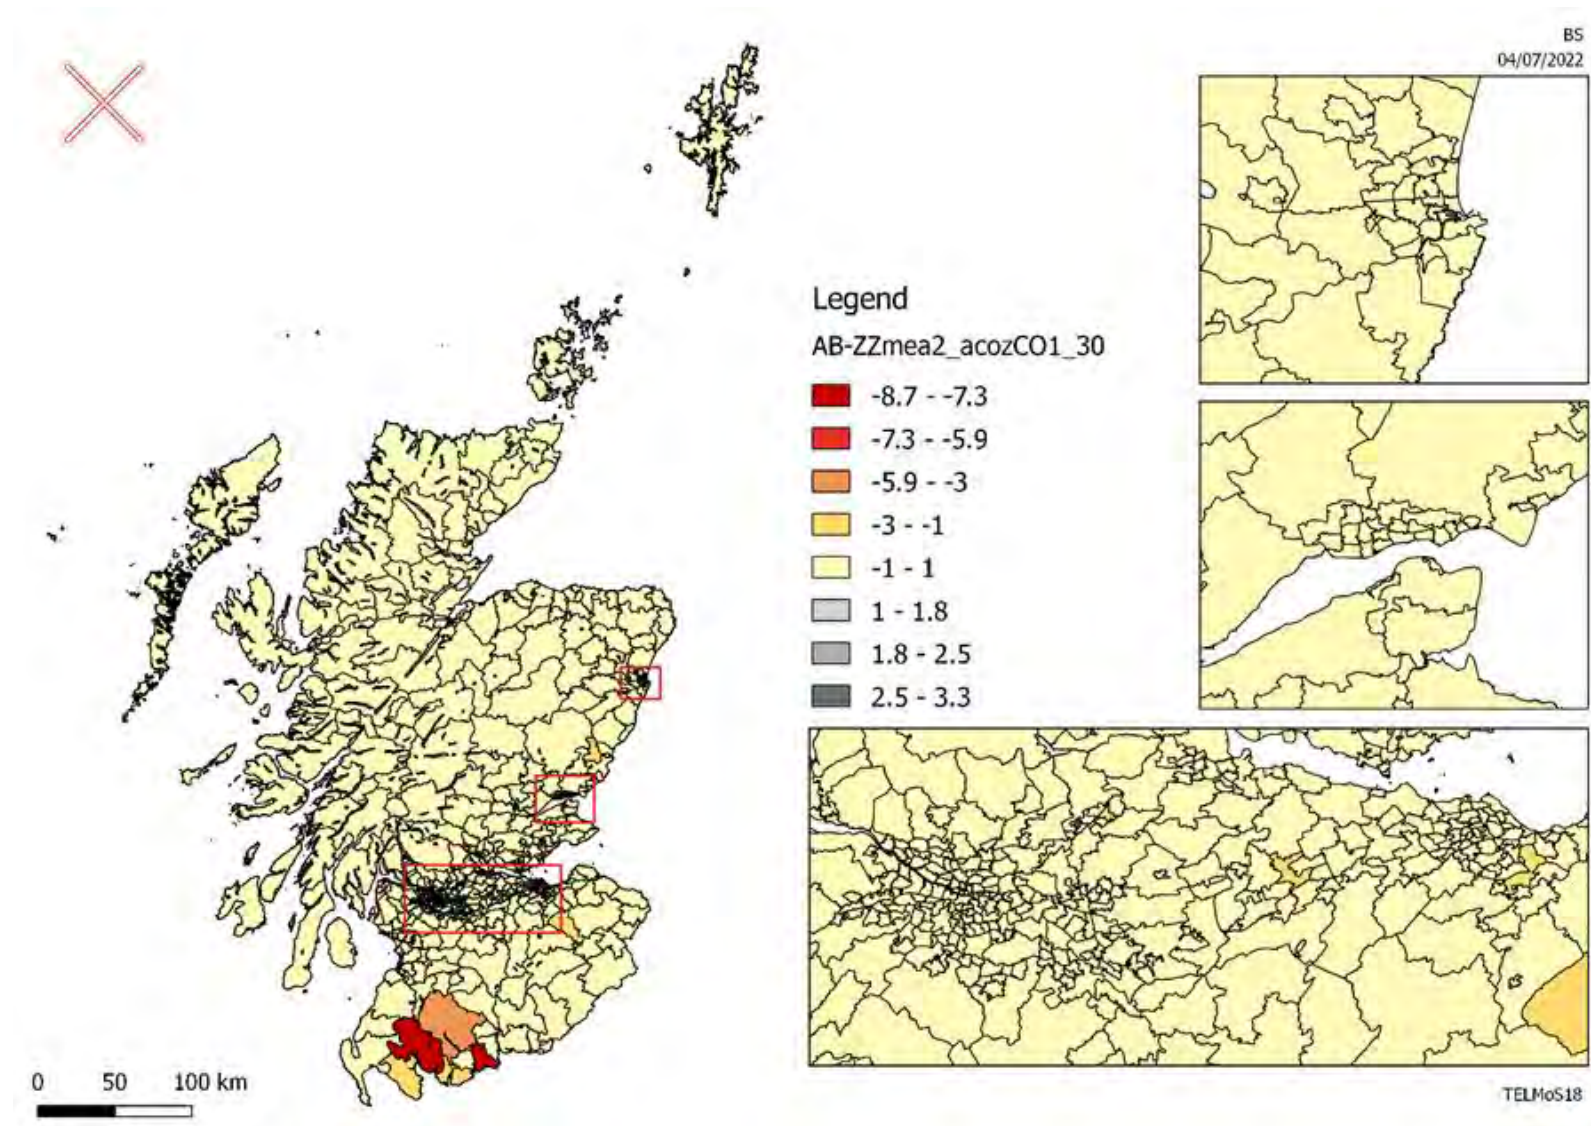 BS
04/07/2022
Legend
AB-ZZmea2_acozCO1_30
-8.7 - -7.3
-7.3 - -5.9
-5.9 - -3
-3 - -1
-1 - 1
1 - 1.8
1.8 - 2.5
2.5 - 3.3
0 50 100 km
TELMoS18